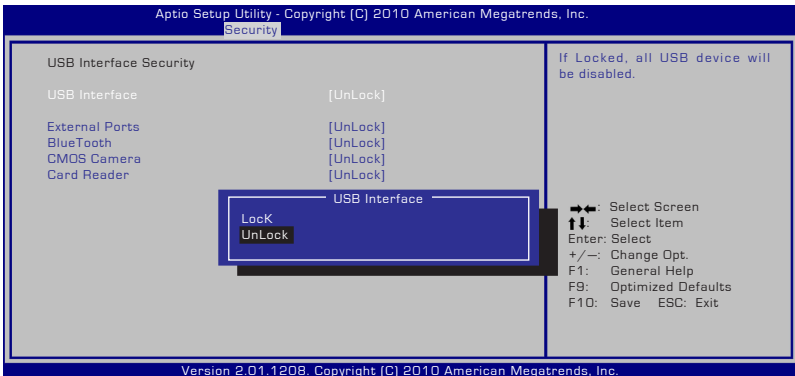 Aptio Setup Utility - Copyright (C) 2010 American Megatrends, Inc.
Security
USB Interface Security
USB Interface [UnLock]
External Ports [UnLock]
BlueTooth [UnLock]
CMOS Camera [UnLock]
Card Reader [UnLock]
USB Interface
LocK
UnLock
If Locked, all USB device will
be disabled.
→←: Select Screen
↑↓: Select Item
Enter: Select
+/—: Change Opt.
F1: General Help
F9: Optimized Defaults
F10: Save ESC: Exit
Version 2.01.1208. Copyright (C) 2010 American Megatrends, Inc.